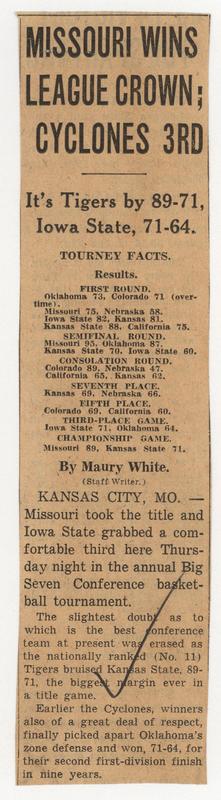 MISSOURI WINS
LEAGUE CROWN;
CYCLONES 3RD
It's Tigers by 89-71,
Iowa State, 71-64.
TOURNEY FACTS.
Results.
FIRST ROUND.
Oklahoma 73, Colorado 71 (over-
time).
Missouri 75, Nebraska 58.
Iowa State 82, Kansas 81.
Kansas State 88, California 75.
SEMIFINAL ROUND.
Missouri 95, Oklahoma 87.
Kansas State 70, Iowa State 60.
CONSOLATION ROUND.
Colorado 89, Nebraska 47.
California 65, Kansas 62.
SEVENTH PLACE.
Kansas 69, Nebraska 66.
FIFTH PLACE.
Colorado 69, California 60.
THIRD-PLACE GAME.
Iowa State 71, Oklahoma 64.
CHAMPIONSHIP GAME.
Missouri 89, Kansas State 71.
By Maury White.
(Staff Writer.)
KANSAS CITY, MO. —
Missouri took the title and
Iowa State grabbed a com-
fortable third here Thurs-
day night in the annual Big
Seven Conference basket-
ball tournament.
The slightest doubt as to
which is the best conference
team at present was erased as
the nationally ranked (No. 11)
Tigers bruised Kansas State, 89-
71, the biggest margin ever in
a title game.
Earlier the Cyclones, winners
also of a great deal of respect,
finally picked apart Oklahoma's
zone defense and won, 71-64, for
their second first-division finish
in nine years.